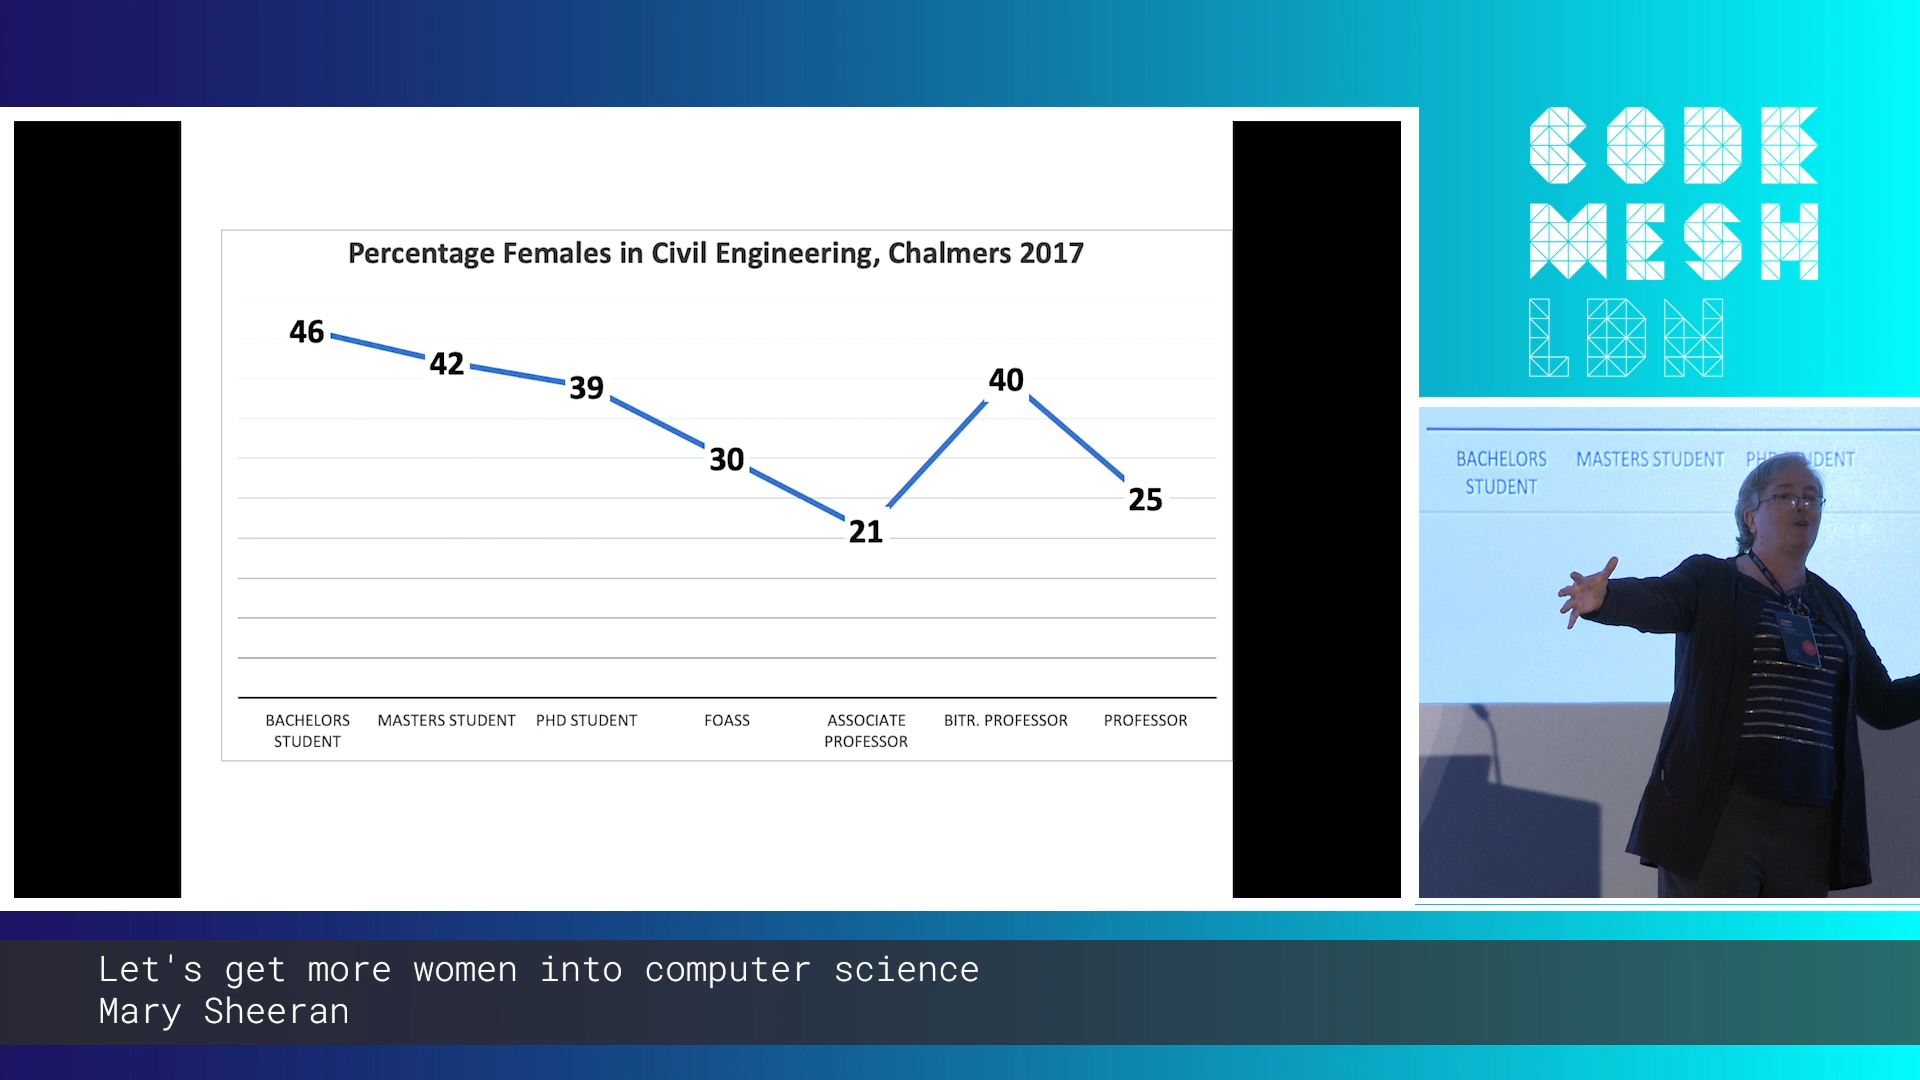 Percentage Females in Civil Engineering, Chalmers 2017
46
42
39
30
21
40
25
BACHELORS STUDENT
MASTERS STUDENT
PHD STUDENT
FOASS
ASSOCIATE PROFESSOR
BITR. PROFESSOR
PROFESSOR
CODE
MESH
LDN
BACHELORS STUDENT
MASTERS STUDENT
PHD STUDENT
Let's get more women into computer science
Mary Sheeran